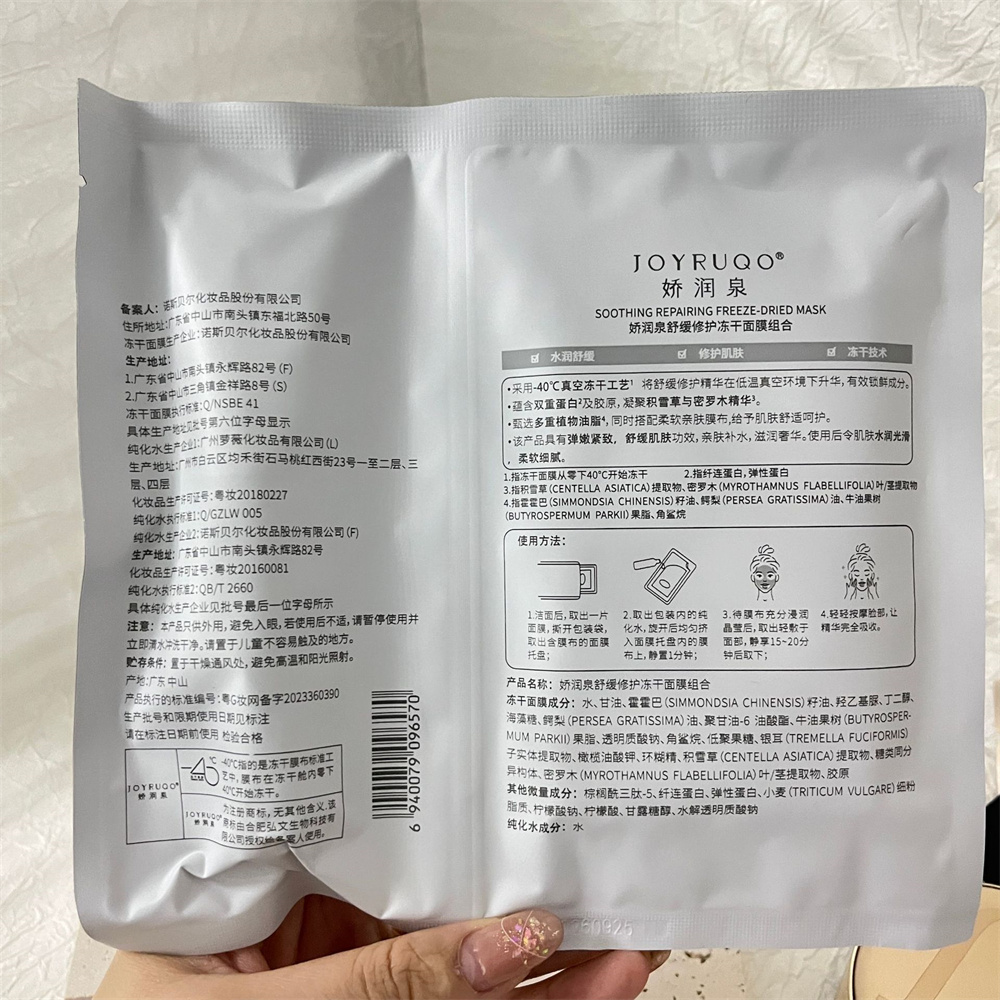 备案人：诺斯贝尔化妆品股份有限公司
住所地址：广东省中山市南头镇东福北路50号
冻干面膜生产企业：诺斯贝尔化妆品股份有限公司
生产地址：
1.广东省中山市南头镇永辉路82号（F）
2.广东省中山市三角镇金祥路8号（S）
冻干面膜执行标准：Q/NSBE 41
具体生产地址见批号第六位字母显示
纯化水生产企业1：广州萝薇化妆品有限公司（L）
生产地址：广州市白云区均禾街石马桃红西街23号一至二层、三
层、四层
化妆品生产许可证号：粤妆20180227
纯化水执行标准1：Q/GZLW 005
纯化水生产企业2：诺斯贝尔化妆品股份有限公司（F）
生产地址：广东省中山市南头镇永辉路82号
化妆品生产许可证号：粤妆20160081
纯化水执行标准2：QB/T 2660
具体纯化水生产企业见批号最后一位字母所示
注意：本产品只供外用，避免入眼，若使用后不适，请暂停使用并
立即清水冲洗干净。请置于儿童不容易触及的地方。
贮存条件：置于干燥通风处，避免高温和阳光照射。
产地：广东 中山
产品执行的标准编号：粤G妆网备字2023360390
生产批号和限期使用日期见标注
请在标注日期前使用 检验合格
JOYRUQO®
娇润泉
-40℃
-40℃指的是冻干膜布标准工
艺中，膜布在冻干舱内零下
40℃开始冻干。
JOYRUQO®
娇润泉
为注册商标，无其他含义，该
商标由合肥弘文生物科技有
限公司授权给备案人使用。
6 940079 096570
JOYRUQO®
娇润泉
SOOTHING REPAIRING FREEZE-DRIED MASK
娇润泉舒缓修护冻干面膜组合
水润舒缓 修护肌肤 冻干技术
•采用-40℃真空冻干工艺¹ 将舒缓修护精华在低温真空环境下升华，有效锁鲜成分。
•蕴含双重蛋白²及胶原，凝聚积雪草与密罗木精华³。
•甄选多重植物油脂⁴，同时搭配柔软亲肤膜布，给予肌肤舒适呵护。
•该产品具有弹嫩紧致，舒缓肌肤功效，亲肤补水，滋润奢华。使用后令肌肤水润光滑
，柔软细腻。
1.指冻干面膜从零下40℃开始冻干 2.指纤连蛋白，弹性蛋白
3.指积雪草（CENTELLA ASIATICA）提取物、密罗木（MYROTHAMNUS FLABELLIFOLIA）叶/茎提取物
4.指霍霍巴（SIMMONDSIA CHINENSIS）籽油、鳄梨（PERSEA GRATISSIMA）油、牛油果树
（BUTYROSPERMUM PARKII）果脂、角鲨烷
使用方法：
1.洁面后，取出一片
面膜，撕开包装袋，
取出含膜布的面膜
托盘；
2.取出包装内的纯
化水，旋开后均匀挤
入面膜托盘内的膜
布上，静置1分钟；
3.待膜布充分浸润
晶莹后，取出轻敷于
面部，静享15~20分
钟后取下；
4.轻轻按摩脸部，让
精华完全吸收。
产品名称：娇润泉舒缓修护冻干面膜组合
冻干面膜成分：水、甘油、霍霍巴（SIMMONDSIA CHINENSIS）籽油、羟乙基脲、丁二醇、
海藻糖、鳄梨（PERSEA GRATISSIMA）油、聚甘油-6 油酸酯、牛油果树（BUTYROSPER-
MUM PARKII）果脂、透明质酸钠、角鲨烷、低聚果糖、银耳（TREMELLA FUCIFORMIS）
子实体提取物、橄榄油酸钾、环糊精、积雪草（CENTELLA ASIATICA）提取物、糖类同分
异构体、密罗木（MYROTHAMNUS FLABELLIFOLIA）叶/茎提取物、胶原
其他微量成分：棕榈酰三肽-5、纤连蛋白、弹性蛋白、小麦（TRITICUM VULGARE）细粉
脂质、柠檬酸钠、柠檬酸、甘露糖醇、水解透明质酸钠
纯化水成分：水